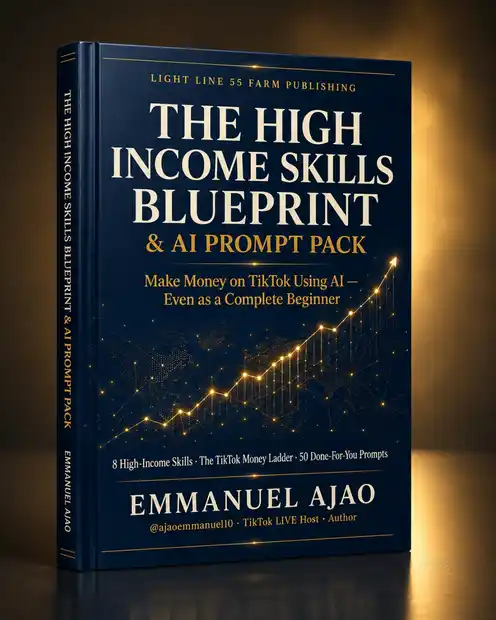 LIGHT LINE 55 FARM PUBLISHING
THE HIGH
INCOME SKILLS
BLUEPRINT
& AI PROMPT PACK
Make Money on TikTok Using AI —
Even as a Complete Beginner
8 High-Income Skills · The TikTok Money Ladder · 50 Done-For-You Prompts
EMMANUEL AJAO
@ajaoemmanuel10 · TikTok LIVE Host · Author
THE HIGH INCOME SKILLS BLUEPRINT & AI PROMPT PACK
EMMANUEL AJAO